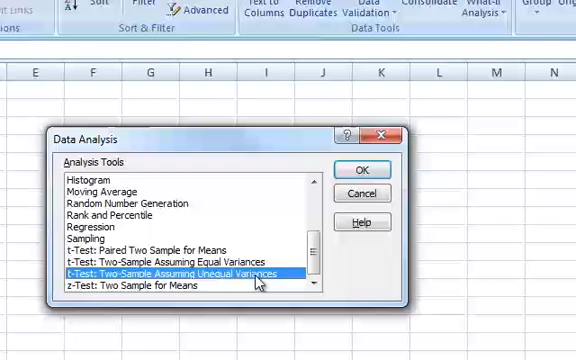 nt Links
Filter
Advanced
Text to
Columns
Remove
Duplicates
Data
Validation
Consolidate
What-If
Analysis
Group
Ung
Sort & Filter
Data Tools
E F G H I J K L M N
Data Analysis
?
Analysis Tools
Histogram
Moving Average
Random Number Generation
Rank and Percentile
Regression
Sampling
t-Test: Paired Two Sample for Means
t-Test: Two-Sample Assuming Equal Variances
t-Test: Two-Sample Assuming Unequal Variances
z-Test: Two Sample for Means
OK
Cancel
Help